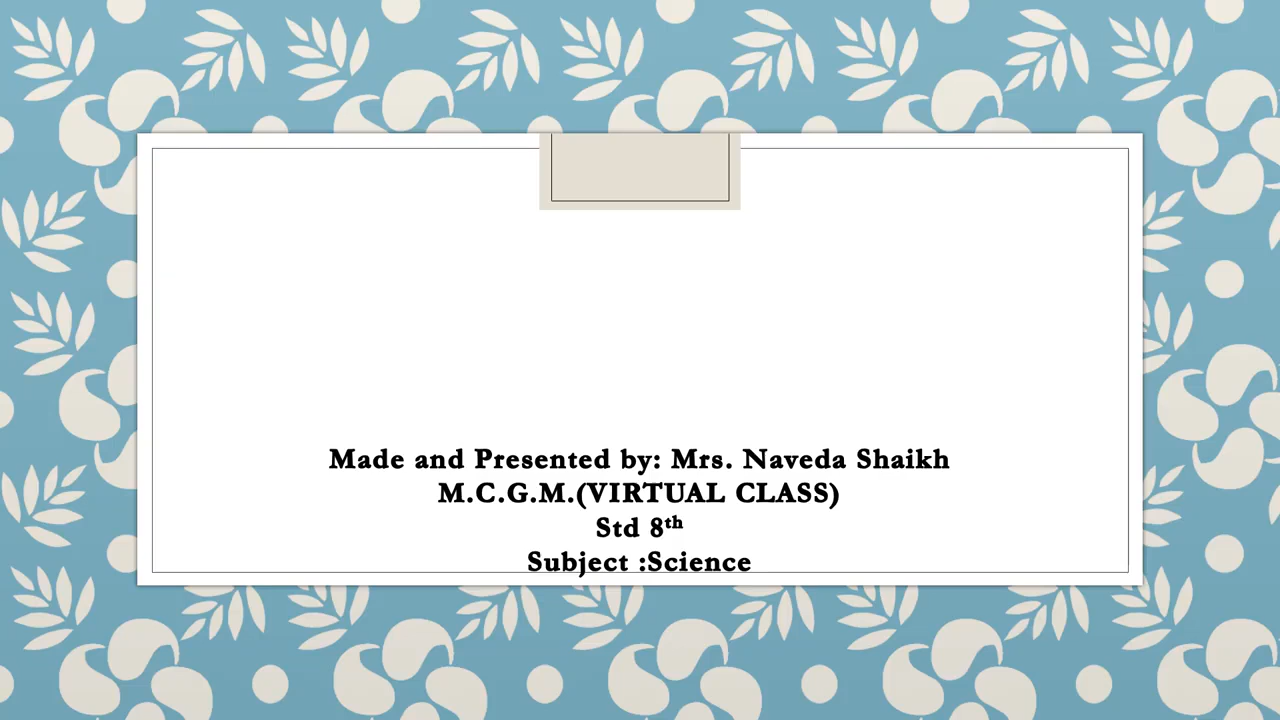 Made and Presented by: Mrs. Naveda Shaikh
M.C.G.M.(VIRTUAL CLASS)
Std 8th
Subject :Science